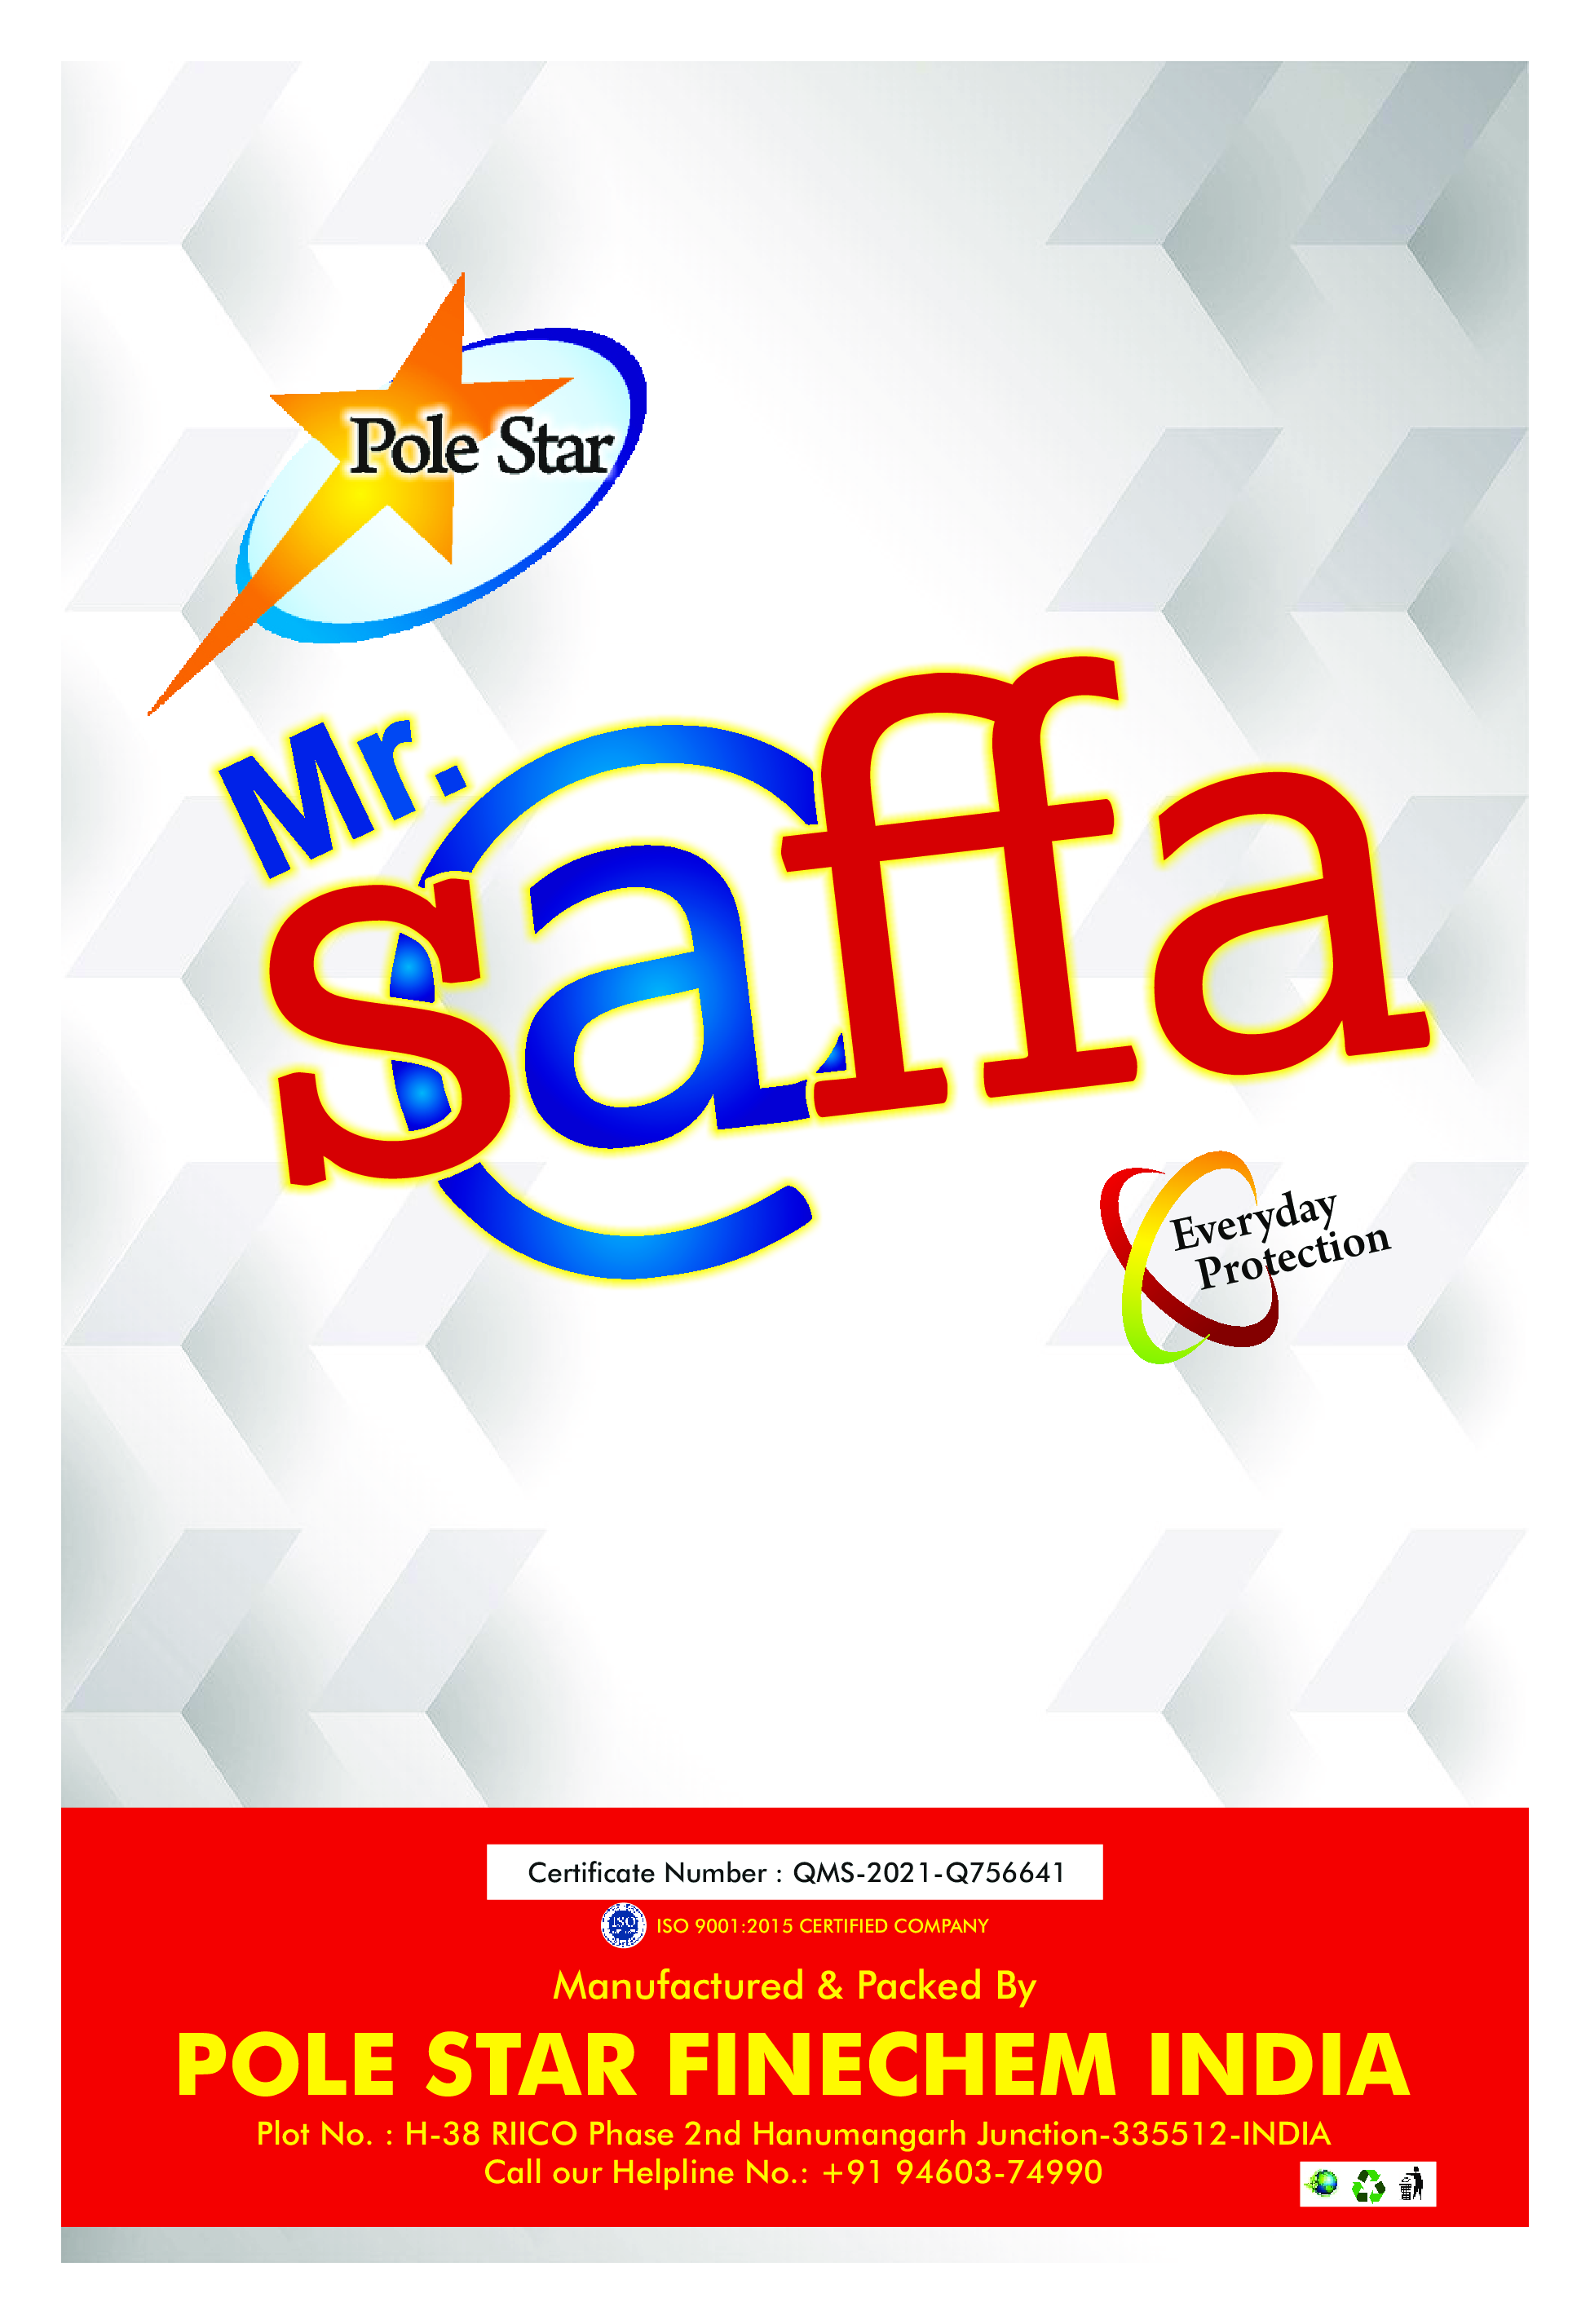 Pole Star
Mr.
saffa
Everyday
Protection
Certificate Number : QMS-2021-Q756641
ISO
ISO 9001:2015 CERTIFIED COMPANY
Manufactured & Packed By
POLE STAR FINECHEM INDIA
Plot No. : H-38 RIICO Phase 2nd Hanumangarh Junction-335512-INDIA
Call our Helpline No.: +91 94603-74990